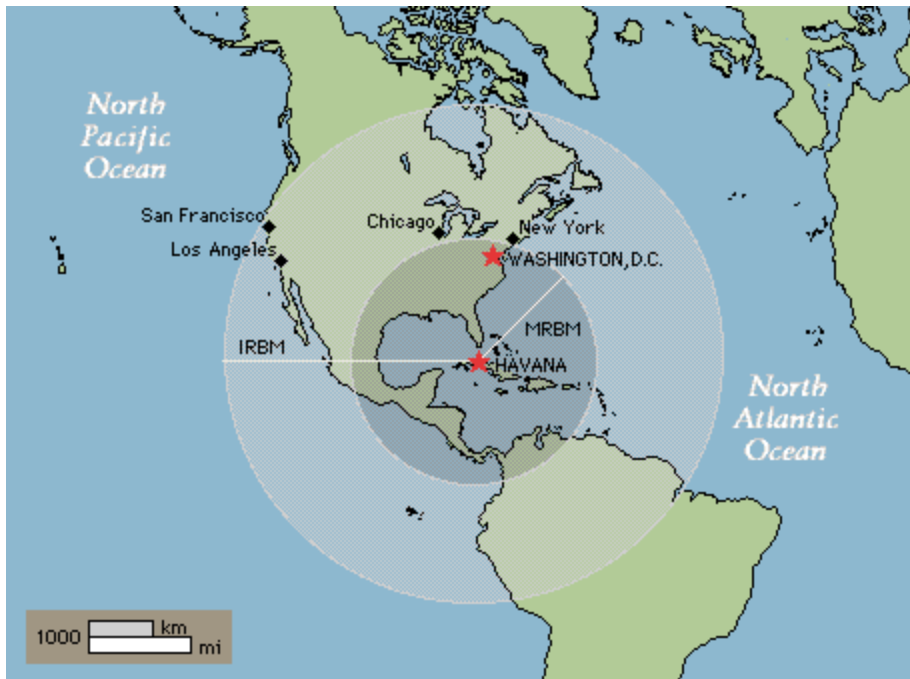 North
Pacific
Ocean
San Francisco
Chicago
New York
Los Angeles
WASHINGTON,D.C.
MRBM
IRBM
HAVANA
North
Atlantic
Ocean
1000 km
mi